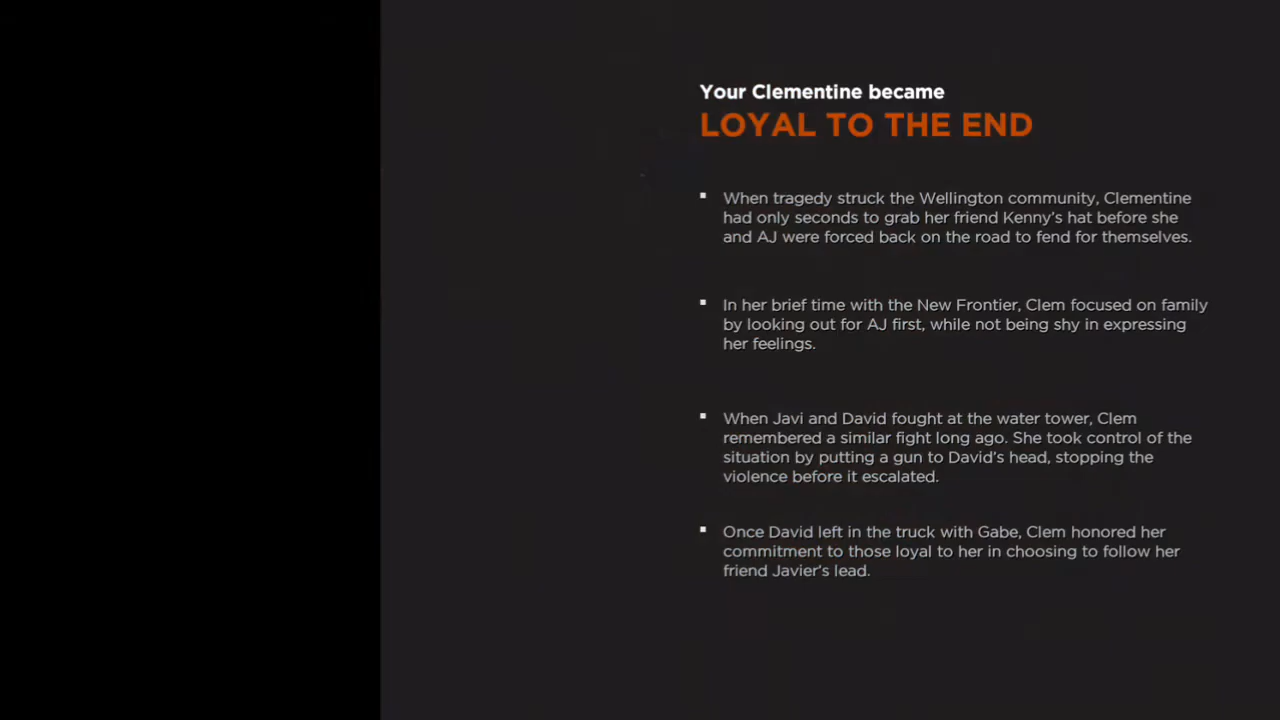 Your Clementine became
LOYAL TO THE END
▪ When tragedy struck the Wellington community, Clementine
had only seconds to grab her friend Kenny's hat before she
and AJ were forced back on the road to fend for themselves.
▪ In her brief time with the New Frontier, Clem focused on family
by looking out for AJ first, while not being shy in expressing
her feelings.
▪ When Javi and David fought at the water tower, Clem
remembered a similar fight long ago. She took control of the
situation by putting a gun to David's head, stopping the
violence before it escalated.
▪ Once David left in the truck with Gabe, Clem honored her
commitment to those loyal to her in choosing to follow her
friend Javier's lead.